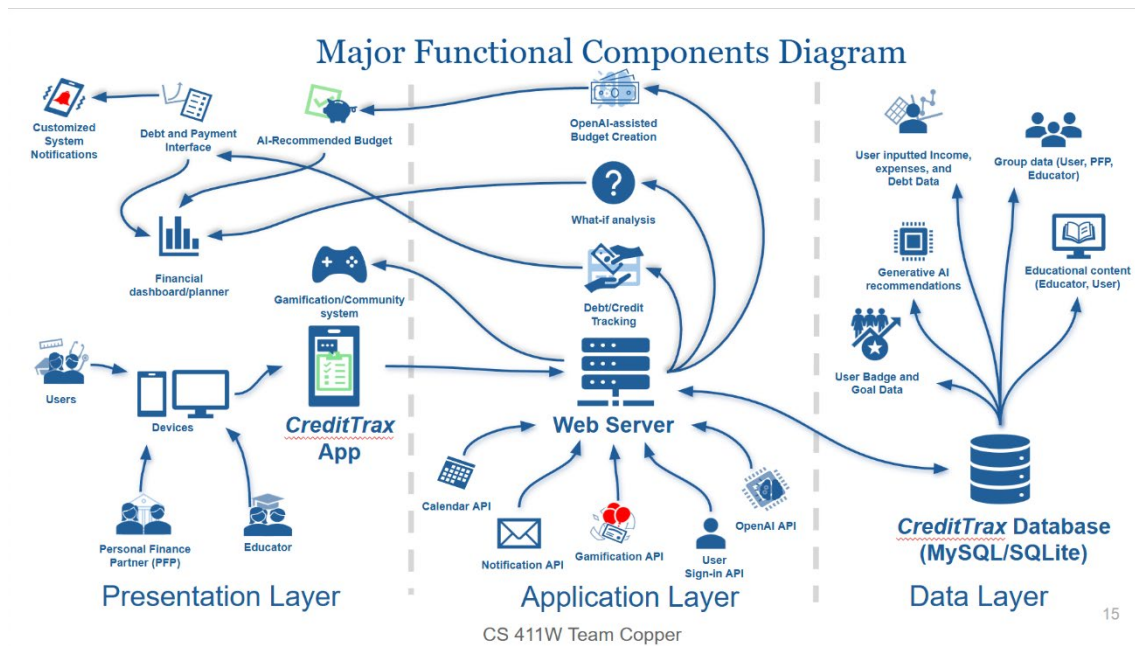 Major Functional Components Diagram
Customized
System
Notifications
Debt and Payment
Interface
AI-Recommended Budget
Financial
dashboard/planner
Gamification/Community
system
Users
Devices
CreditTrax
App
Personal Finance
Partner (PFP)
Educator
Presentation Layer
OpenAI-assisted
Budget Creation
?
What-if analysis
Debt/Credit
Tracking
Web Server
Calendar API
Notification API
Gamification API
User
Sign-in API
OpenAI API
Application Layer
User inputted Income,
expenses, and
Debt Data
Group data (User, PFP,
Educator)
Generative AI
recommendations
Educational content
(Educator, User)
User Badge and
Goal Data
CreditTrax Database
(MySQL/SQLite)
Data Layer
15
CS 411W Team Copper